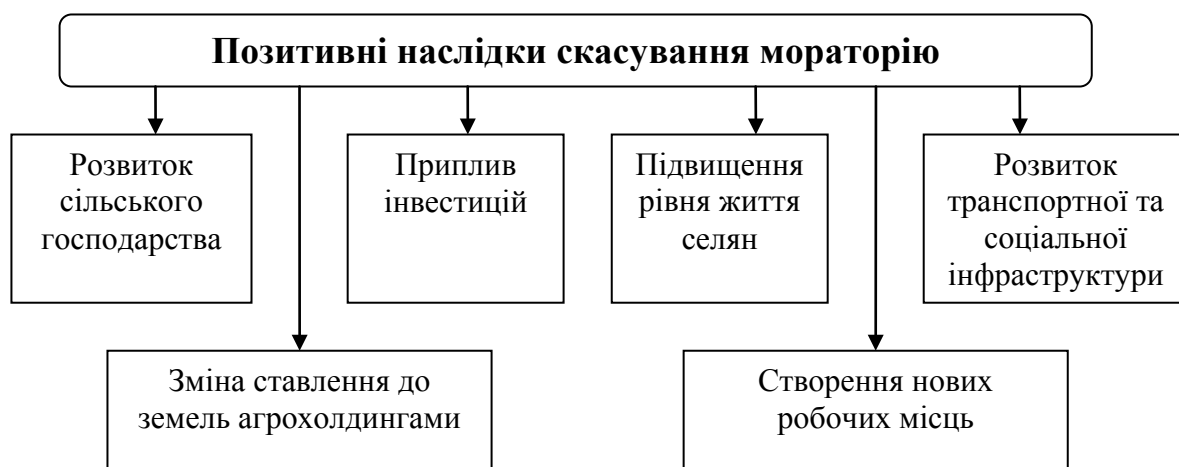 Позитивні наслідки скасування мораторію
Розвиток
сільського
господарства
Приплив
інвестицій
Підвищення
рівня життя
селян
Розвиток
транспортної та
соціальної
інфраструктури
Зміна ставлення до
земель агрохолдингами
Створення нових
робочих місць